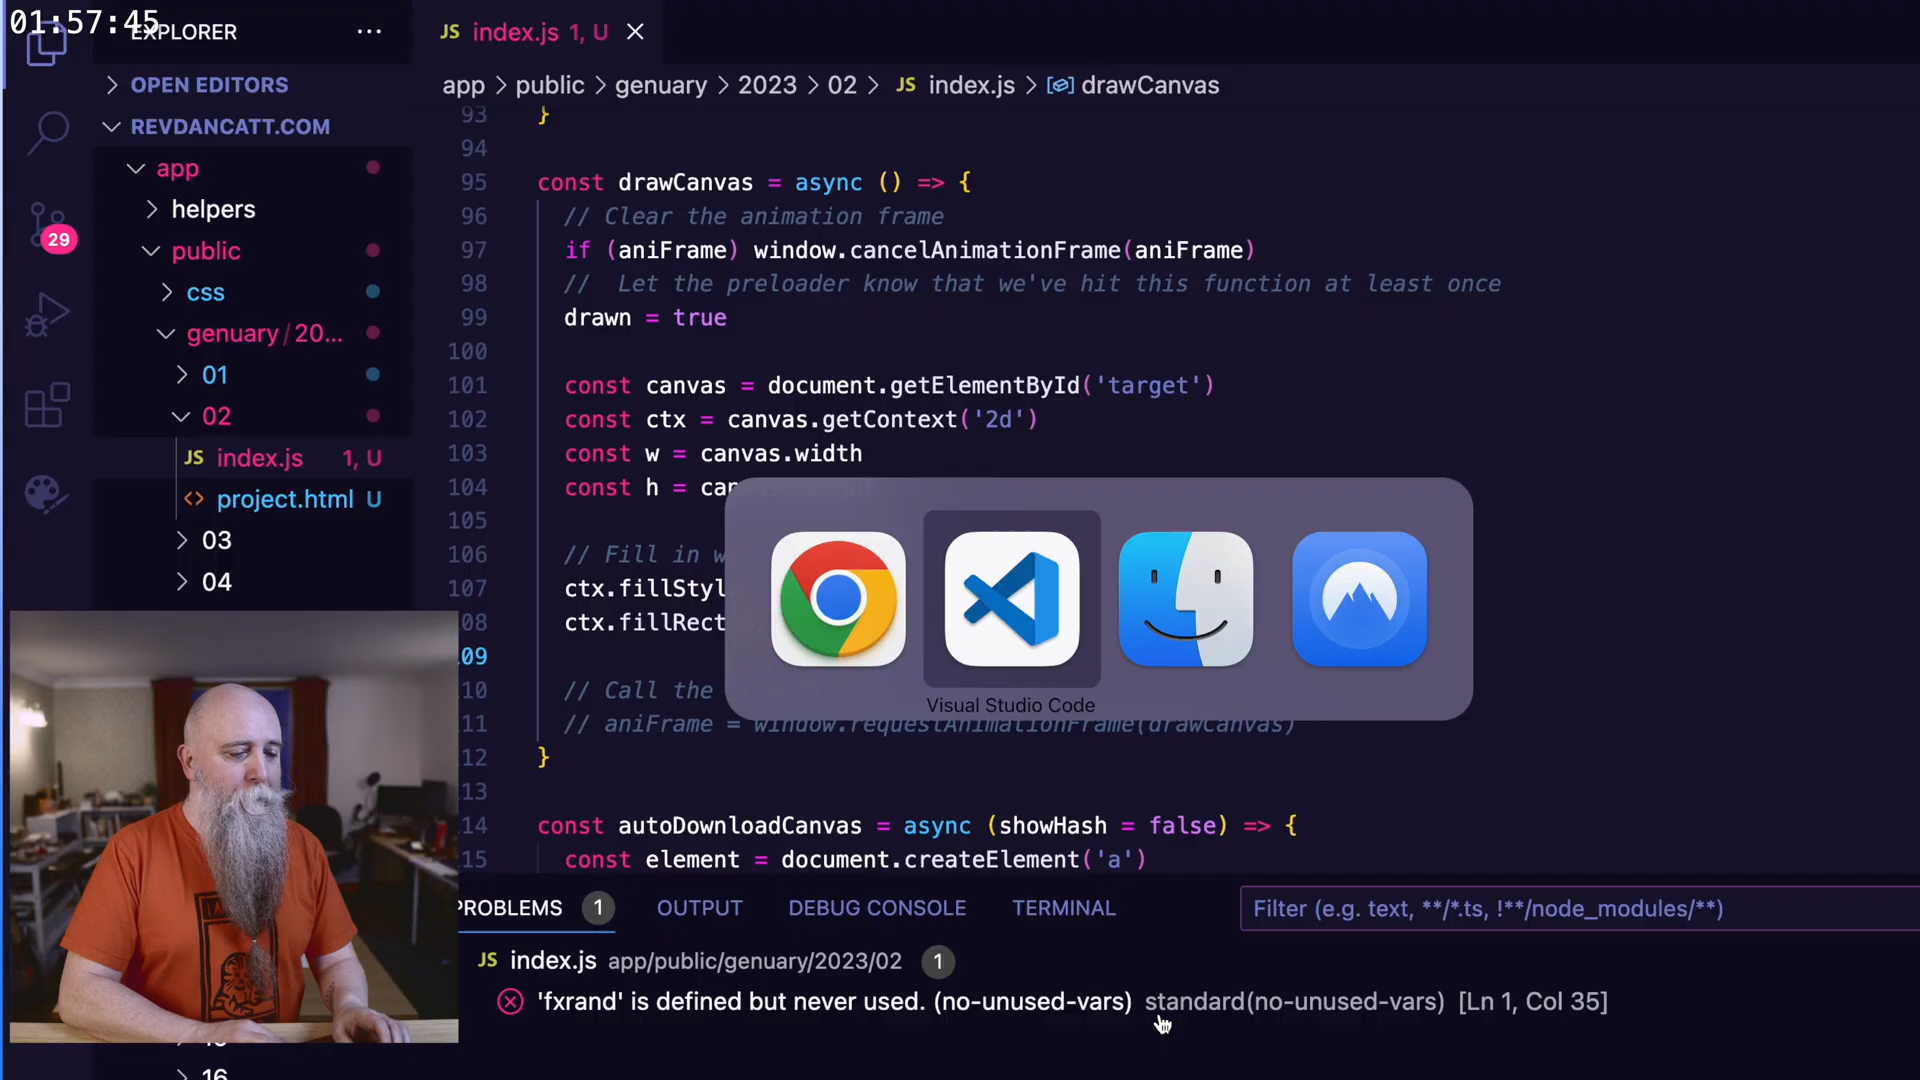 01:57:45
EXPLORER
OPEN EDITORS
REVDANCATT.COM
app
helpers
public
css
genuary/20...
01
02
JS index.js 1, U
<> project.html U
03
04
16
29
JS index.js 1, U
app > public > genuary > 2023 > 02 > JS index.js > drawCanvas
93 }
94
95 const drawCanvas = async () => {
96 // Clear the animation frame
97 if (aniFrame) window.cancelAnimationFrame(aniFrame)
98 // Let the preloader know that we've hit this function at least once
99 drawn = true
100
101 const canvas = document.getElementById('target')
102 const ctx = canvas.getContext('2d')
103 const w = canvas.width
104 const h = can
105
106 // Fill in w
107 ctx.fillStyl
08 ctx.fillRect
09
10 // Call the
11 // aniFrame = window.requestAnimationFrame(drawCanvas)
12 }
13
14 const autoDownloadCanvas = async (showHash = false) => {
15 const element = document.createElement('a')
Visual Studio Code
PROBLEMS 1 OUTPUT DEBUG CONSOLE TERMINAL
Filter (e.g. text, **/*.ts, !**/node_modules/**)
JS index.js app/public/genuary/2023/02 1
'fxrand' is defined but never used. (no-unused-vars) standard(no-unused-vars) [Ln 1, Col 35]